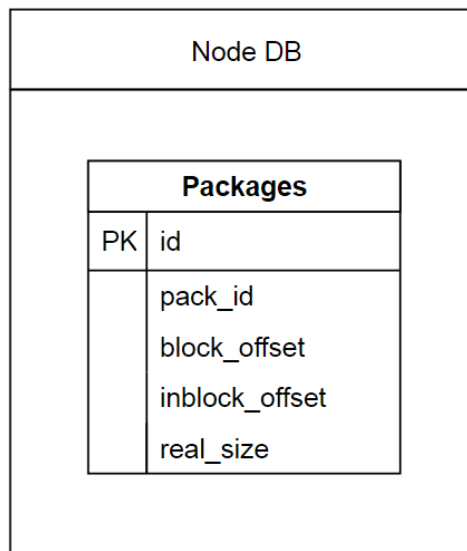 Node DB
Packages
PK id
pack_id
block_offset
inblock_offset
real_size